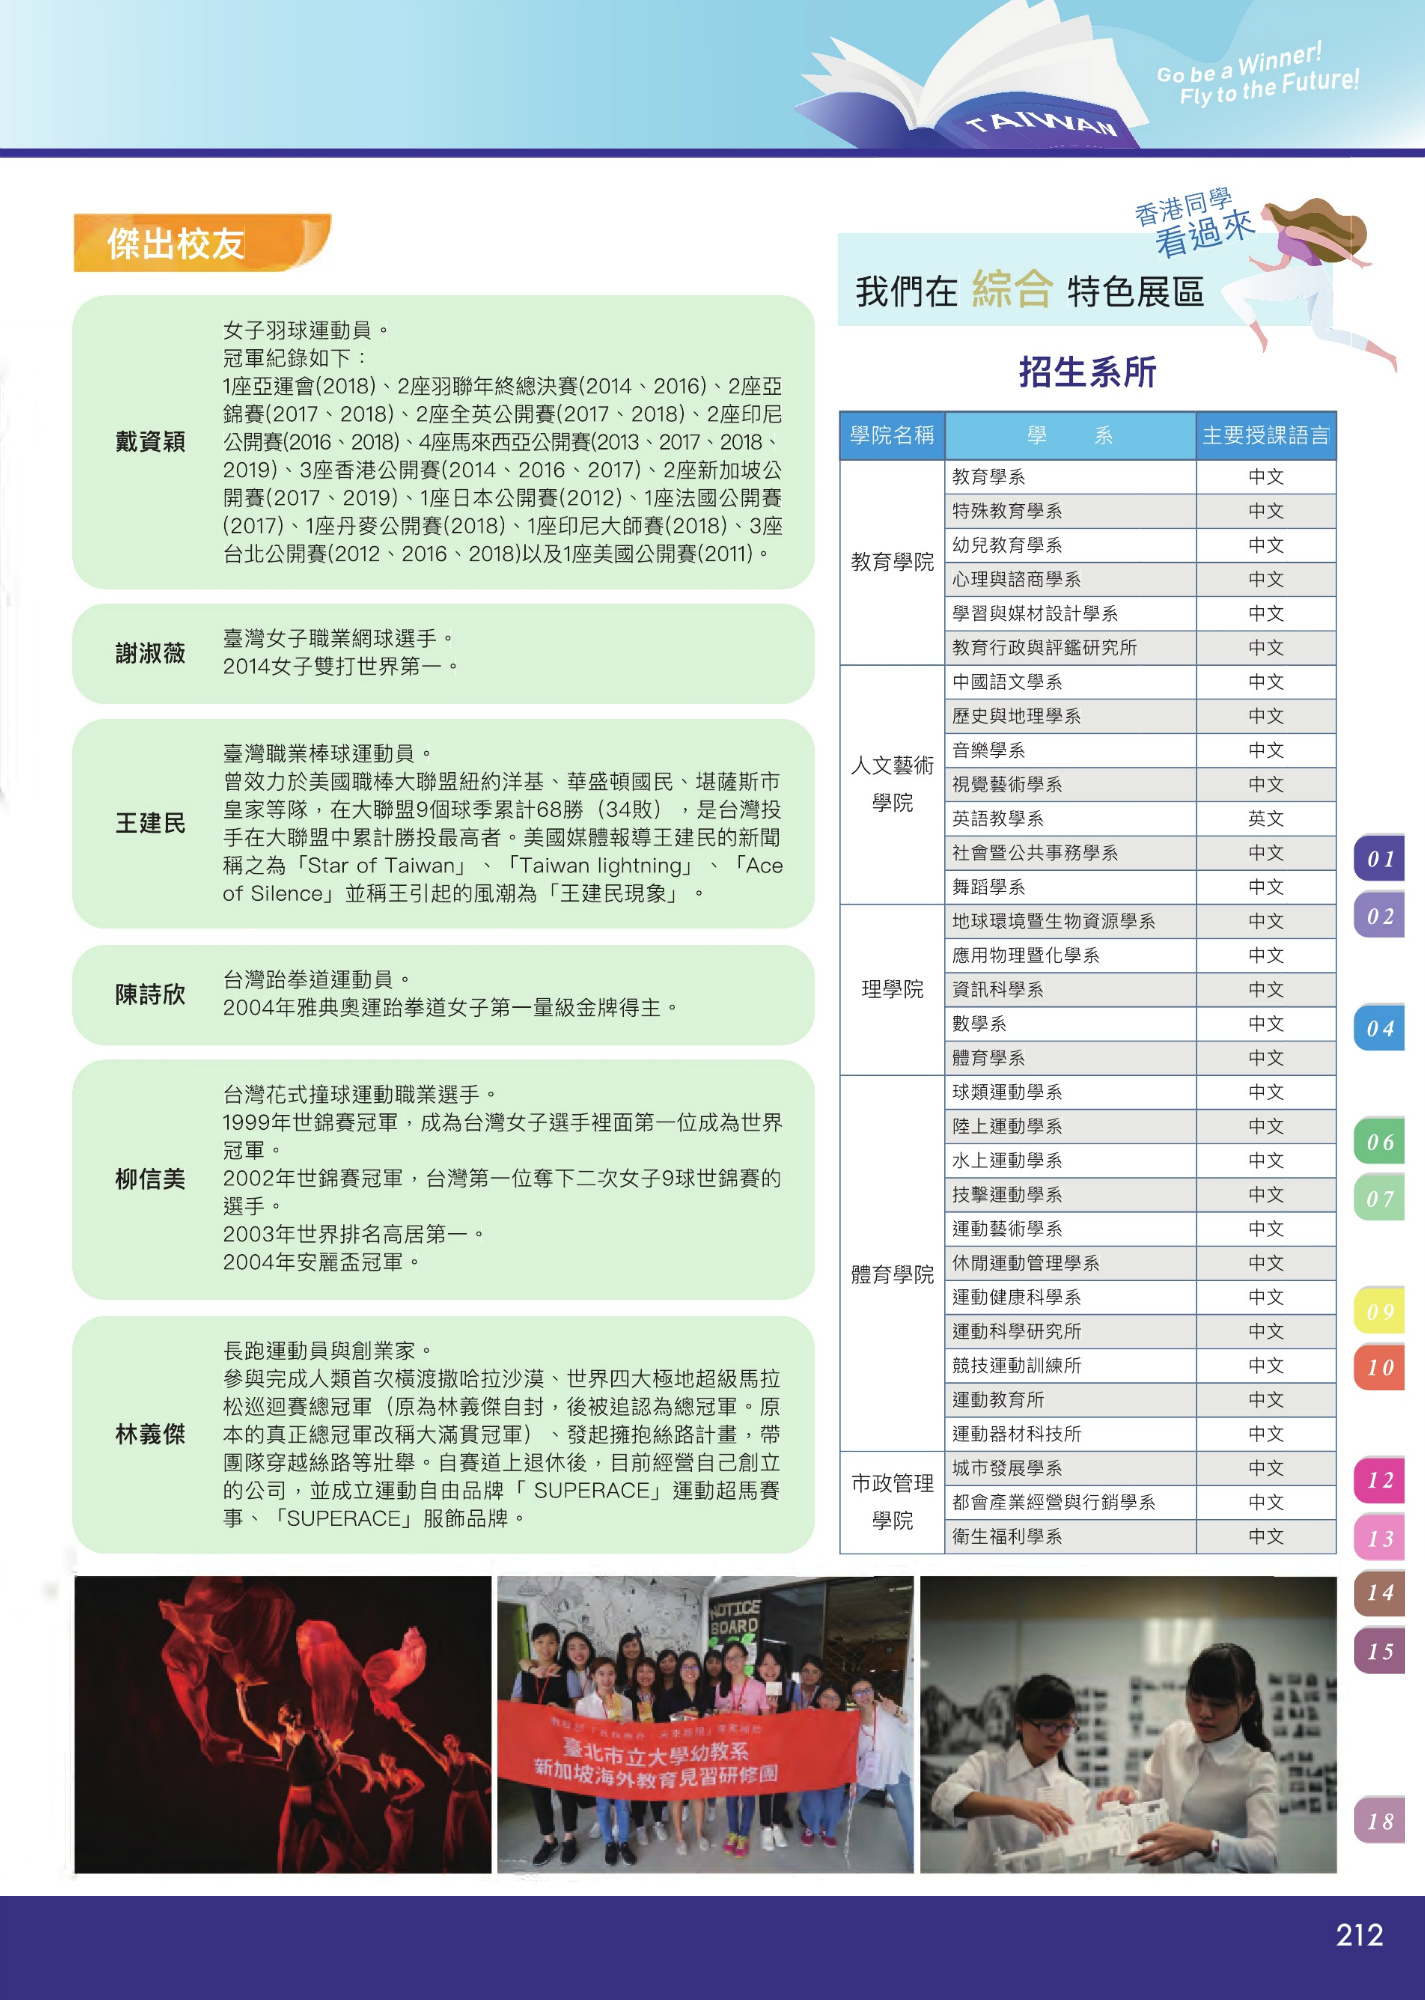 Go be a Winner!
Fly to the Future!
TAIWAN
傑出校友
戴資穎
女子羽球運動員。
冠軍紀錄如下：
1座亞運會(2018)、2座羽聯年終總決賽(2014、2016)、2座亞
錦賽(2017、2018)、2座全英公開賽(2017、2018)、2座印尼
公開賽(2016、2018)、4座馬來西亞公開賽(2013、2017、2018、
2019)、3座香港公開賽(2014、2016、2017)、2座新加坡公
開賽(2017、2019)、1座日本公開賽(2012)、1座法國公開賽
(2017)、1座丹麥公開賽(2018)、1座印尼大師賽(2018)、3座
台北公開賽(2012、2016、2018)以及1座美國公開賽(2011)。
謝淑薇
臺灣女子職業網球選手。
2014女子雙打世界第一。
王建民
臺灣職業棒球運動員。
曾效力於美國職棒大聯盟紐約洋基、華盛頓國民、堪薩斯市
皇家等隊，在大聯盟9個球季累計68勝（34敗），是台灣投
手在大聯盟中累計勝投最高者。美國媒體報導王建民的新聞
稱之為「Star of Taiwan」、「Taiwan lightning」、「Ace
of Silence」並稱王引起的風潮為「王建民現象」。
陳詩欣
台灣跆拳道運動員。
2004年雅典奧運跆拳道女子第一量級金牌得主。
柳信美
台灣花式撞球運動職業選手。
1999年世錦賽冠軍，成為台灣女子選手裡面第一位成為世界
冠軍。
2002年世錦賽冠軍，台灣第一位奪下二次女子9球世錦賽的
選手。
2003年世界排名高居第一。
2004年安麗盃冠軍。
林義傑
長跑運動員與創業家。
參與完成人類首次橫渡撒哈拉沙漠、世界四大極地超級馬拉
松巡迴賽總冠軍（原為林義傑自封，後被追認為總冠軍。原
本的真正總冠軍改稱大滿貫冠軍）、發起擁抱絲路計畫，帶
團隊穿越絲路等壯舉。自賽道上退休後，目前經營自己創立
的公司，並成立運動自由品牌「 SUPERACE」運動超馬賽
事、「SUPERACE」服飾品牌。
香港同學
看過來
我們在 綜合 特色展區
招生系所
學院名稱 學 系 主要授課語言
教育學院
教育學系 中文
特殊教育學系 中文
幼兒教育學系 中文
心理與諮商學系 中文
學習與媒材設計學系 中文
教育行政與評鑑研究所 中文
人文藝術
學院
中國語文學系 中文
歷史與地理學系 中文
音樂學系 中文
視覺藝術學系 中文
英語教學系 英文
社會暨公共事務學系 中文
舞蹈學系 中文
理學院
地球環境暨生物資源學系 中文
應用物理暨化學系 中文
資訊科學系 中文
數學系 中文
體育學系 中文
體育學院
球類運動學系 中文
陸上運動學系 中文
水上運動學系 中文
技擊運動學系 中文
運動藝術學系 中文
休閒運動管理學系 中文
運動健康科學系 中文
運動科學研究所 中文
競技運動訓練所 中文
運動教育所 中文
運動器材科技所 中文
市政管理
學院
城市發展學系 中文
都會產業經營與行銷學系 中文
衛生福利學系 中文
01
02
04
06
07
09
10
12
13
14
15
18
NOTICE
BOARD
臺北市立大學幼教系
新加坡海外教育見習研修團
212